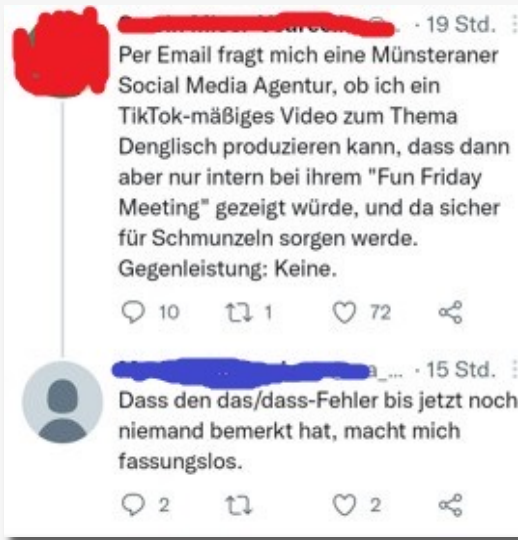 · 19 Std.
Per Email fragt mich eine Münsteraner
Social Media Agentur, ob ich ein
TikTok-mäßiges Video zum Thema
Denglisch produzieren kann, dass dann
aber nur intern bei ihrem "Fun Friday
Meeting" gezeigt würde, und da sicher
für Schmunzeln sorgen werde.
Gegenleistung: Keine.
10 1 72
a_... · 15 Std.
Dass den das/dass-Fehler bis jetzt noch
niemand bemerkt hat, macht mich
fassungslos.
2 2